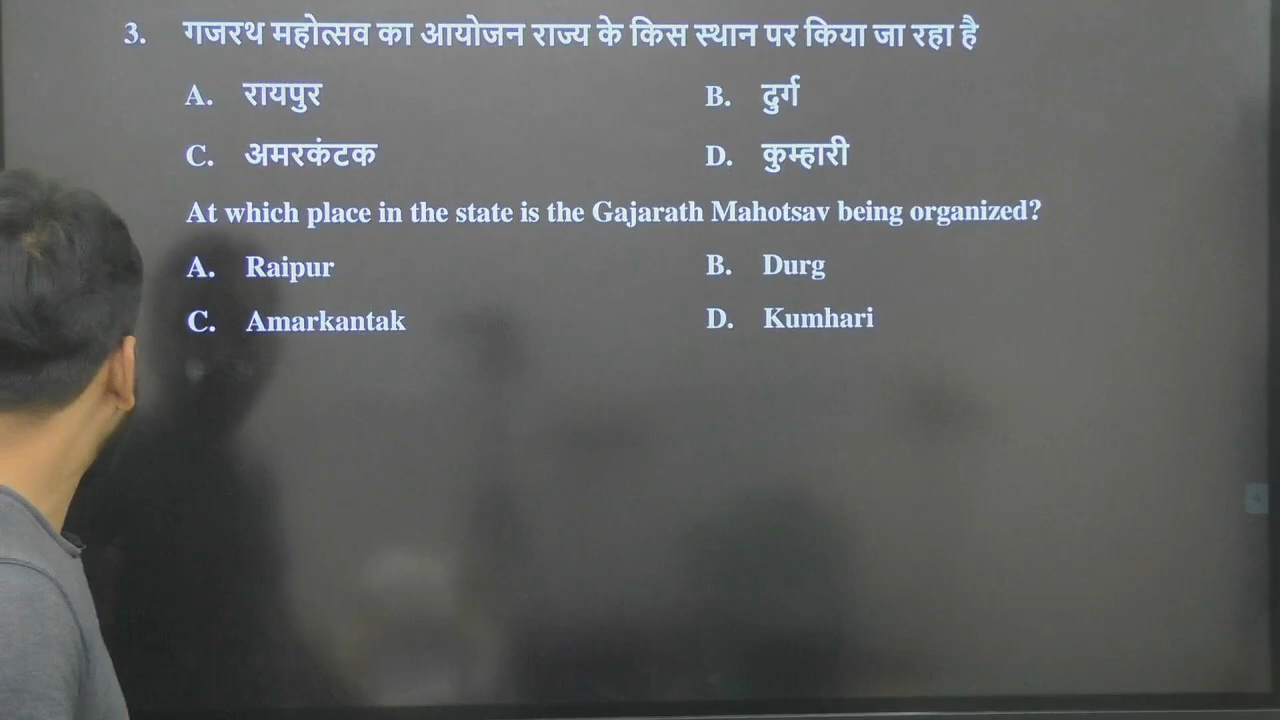 3. गजरथ महोत्सव का आयोजन राज्य के किस स्थान पर किया जा रहा है
A. रायपुर B. दुर्ग
C. अमरकंटक D. कुम्हारी
At which place in the state is the Gajarath Mahotsav being organized?
A. Raipur B. Durg
C. Amarkantak D. Kumhari